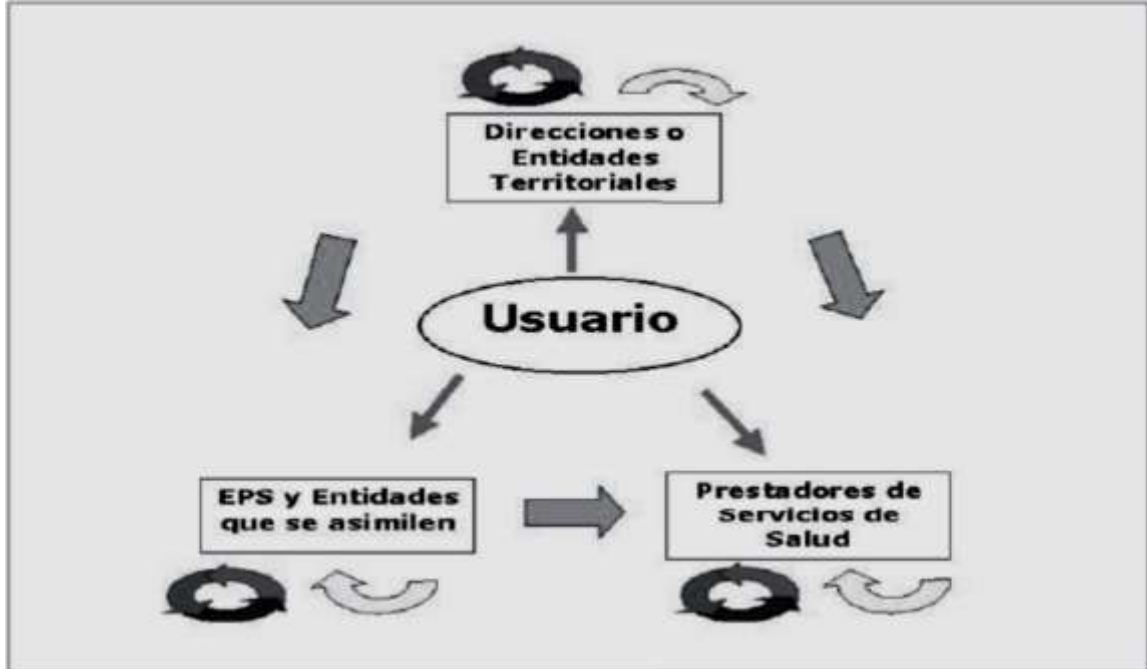 Direcciones o
Entidades
Territoriales
Usuario
EPS y Entidades
que se asimilen
Prestadores de
Servicios de
Salud